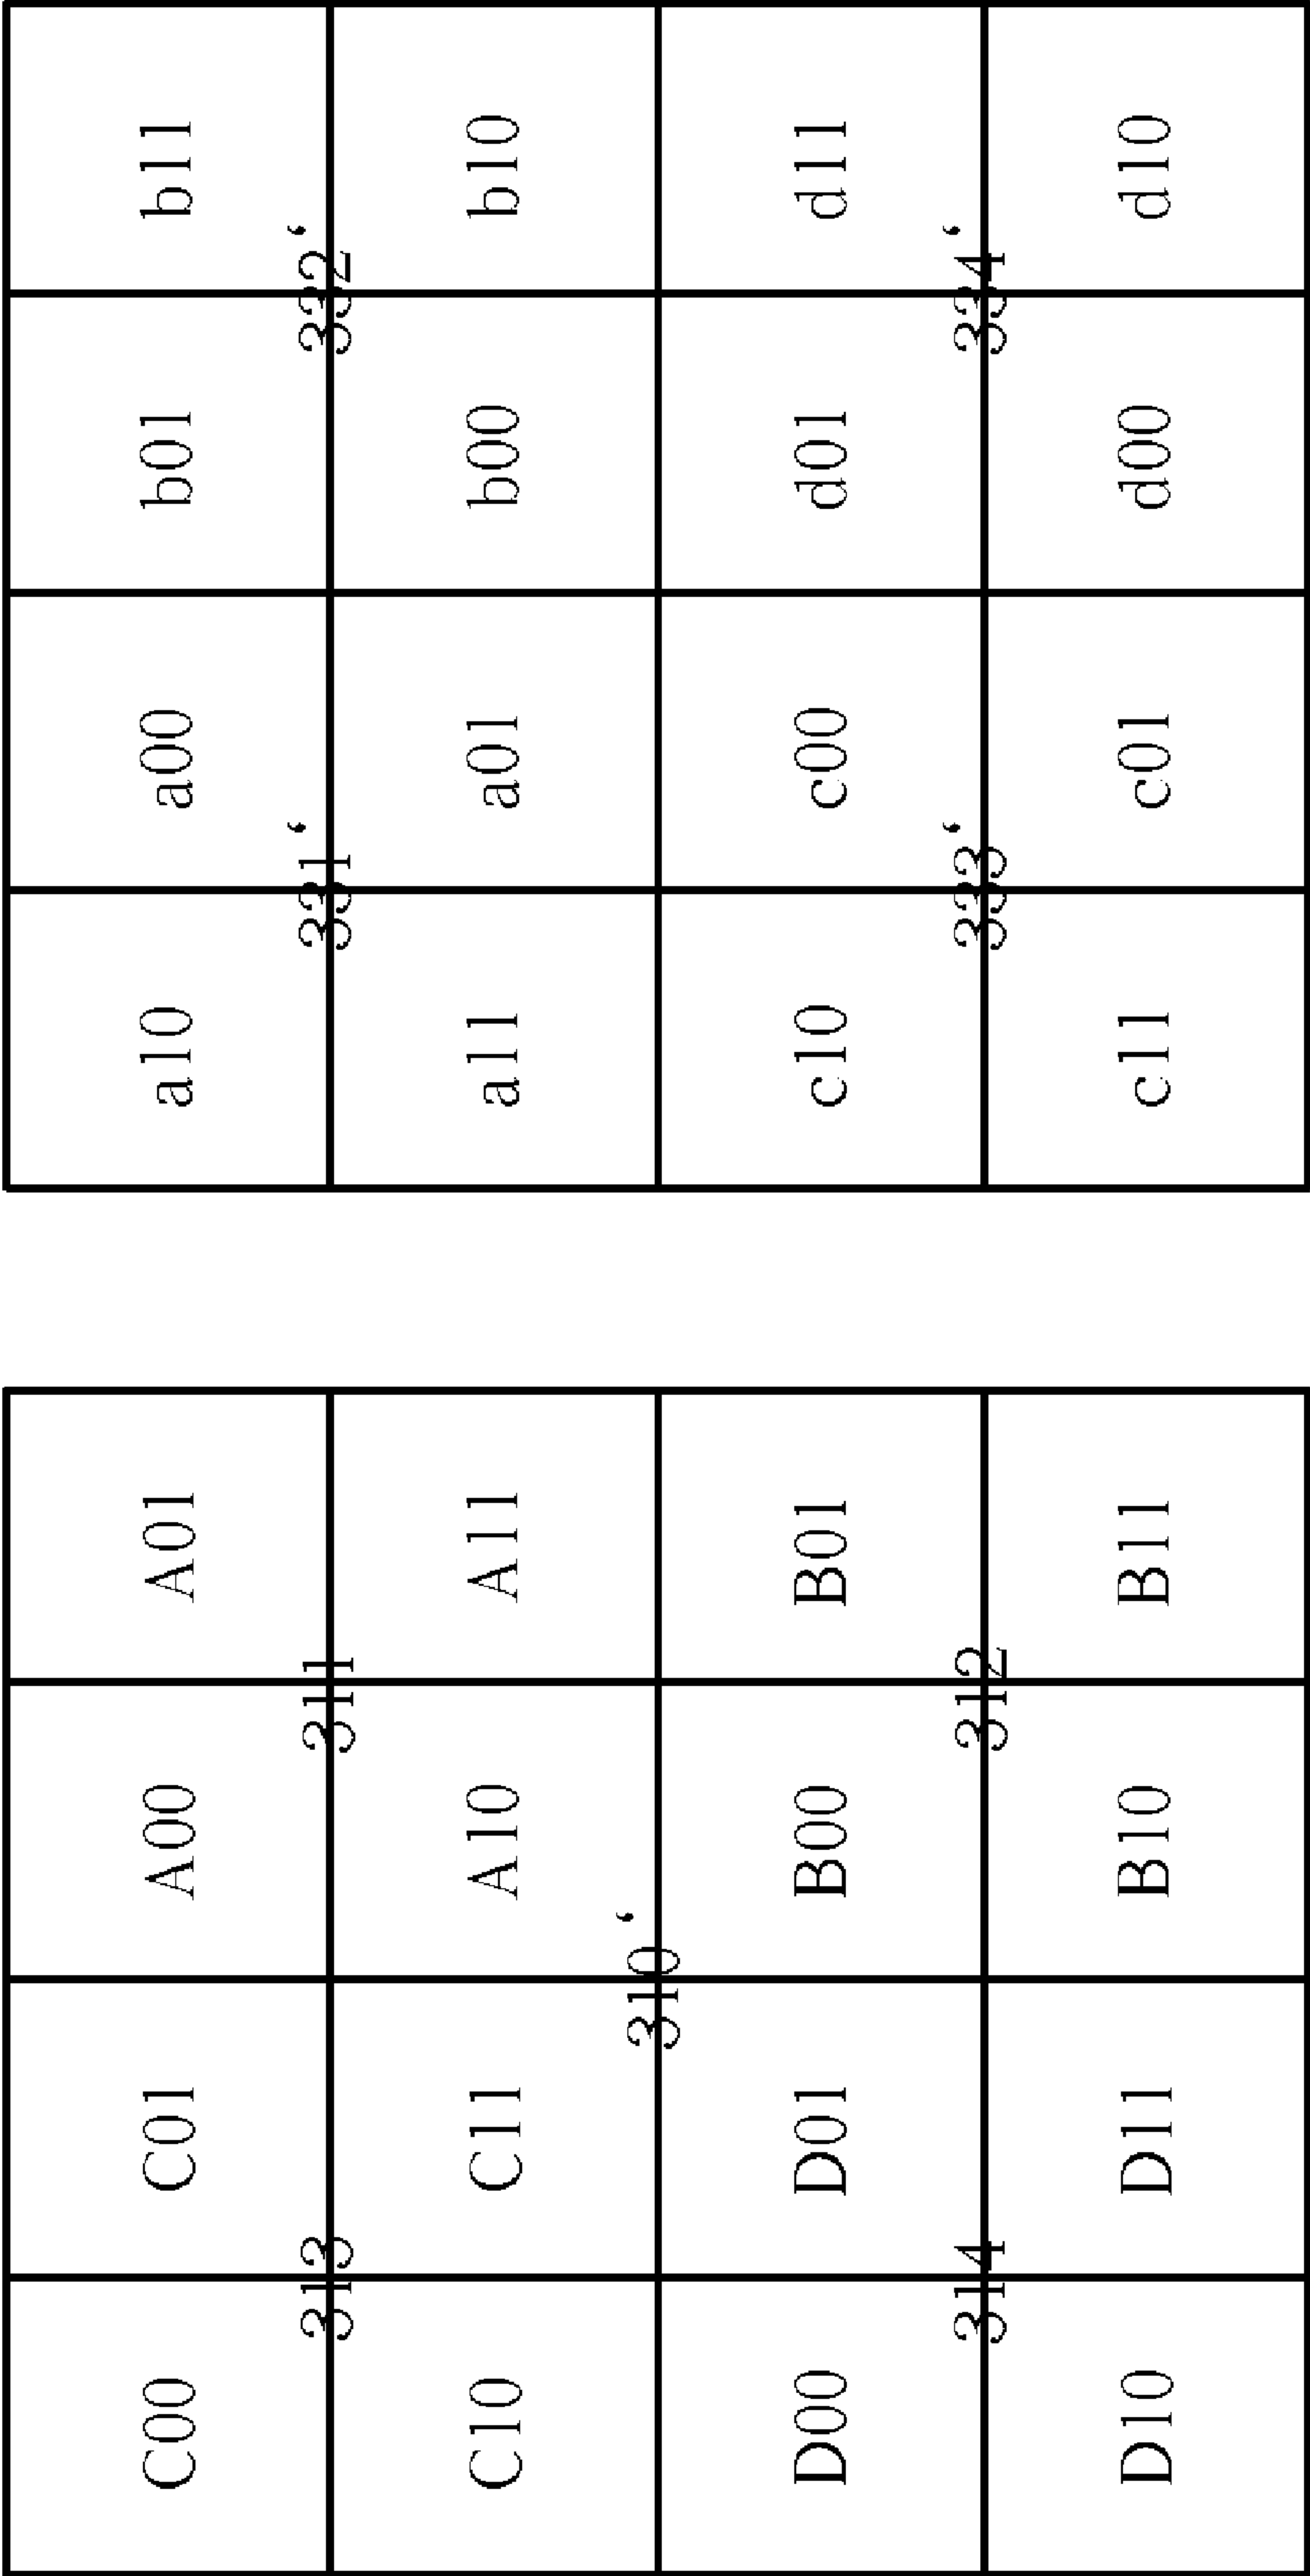 C00 C01 A00 A01
313 311
C10 C11 A10 A11
310‘
D00 D01 B00 B01
314 312
D10 D11 B10 B11
a10 a00 b01 b11
331‘ 332‘
a11 a01 b00 b10
c10 c00 d01 d11
333‘ 334‘
c11 c01 d00 d10